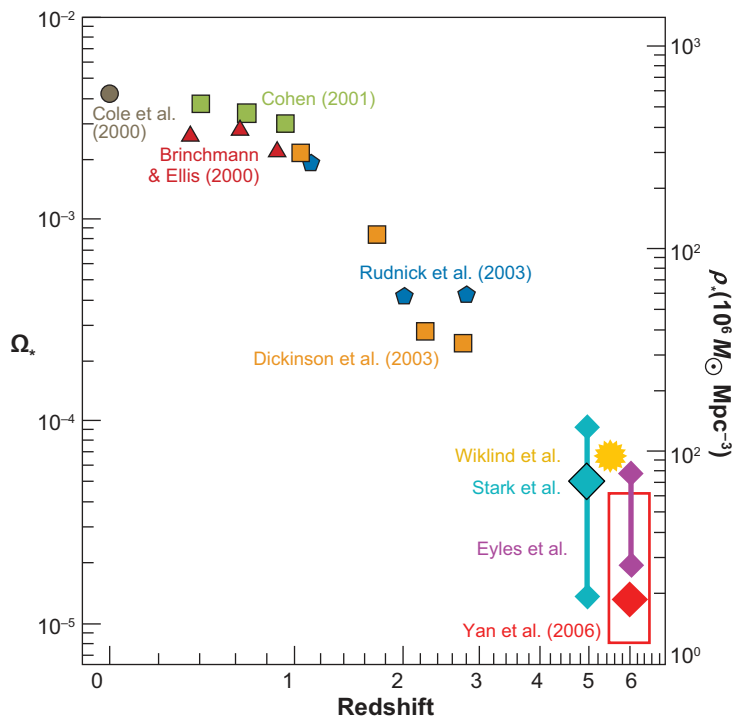 10⁻²
10³
Cohen (2001)
Cole et al.
(2000)
Brinchmann
& Ellis (2000)
10⁻³
10²
Rudnick et al. (2003)
Ω*
ρ*(10⁶ M☉ Mpc⁻³)
Dickinson et al. (2003)
10⁻⁴
Wiklind et al.
10²
Stark et al.
Eyles et al.
10⁻⁵
Yan et al. (2006)
10⁰
0 1 2 3 4 5 6
Redshift